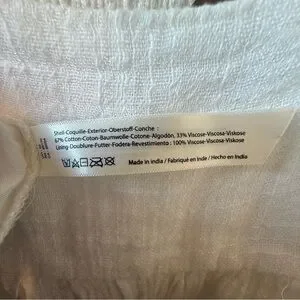 Shell-Coquille-Exterior-Oberstoff-Conche :
67% Cotton-Coton-Baumwolle-Cotone-Algodón, 33% Viscose-Viscosa-Viskose
Lining-Doublure-Futter-Fodera-Revestimiento : 100% Viscose-Viscosa-Viskose
Made in India / Fabriqué en Inde / Hecho en India